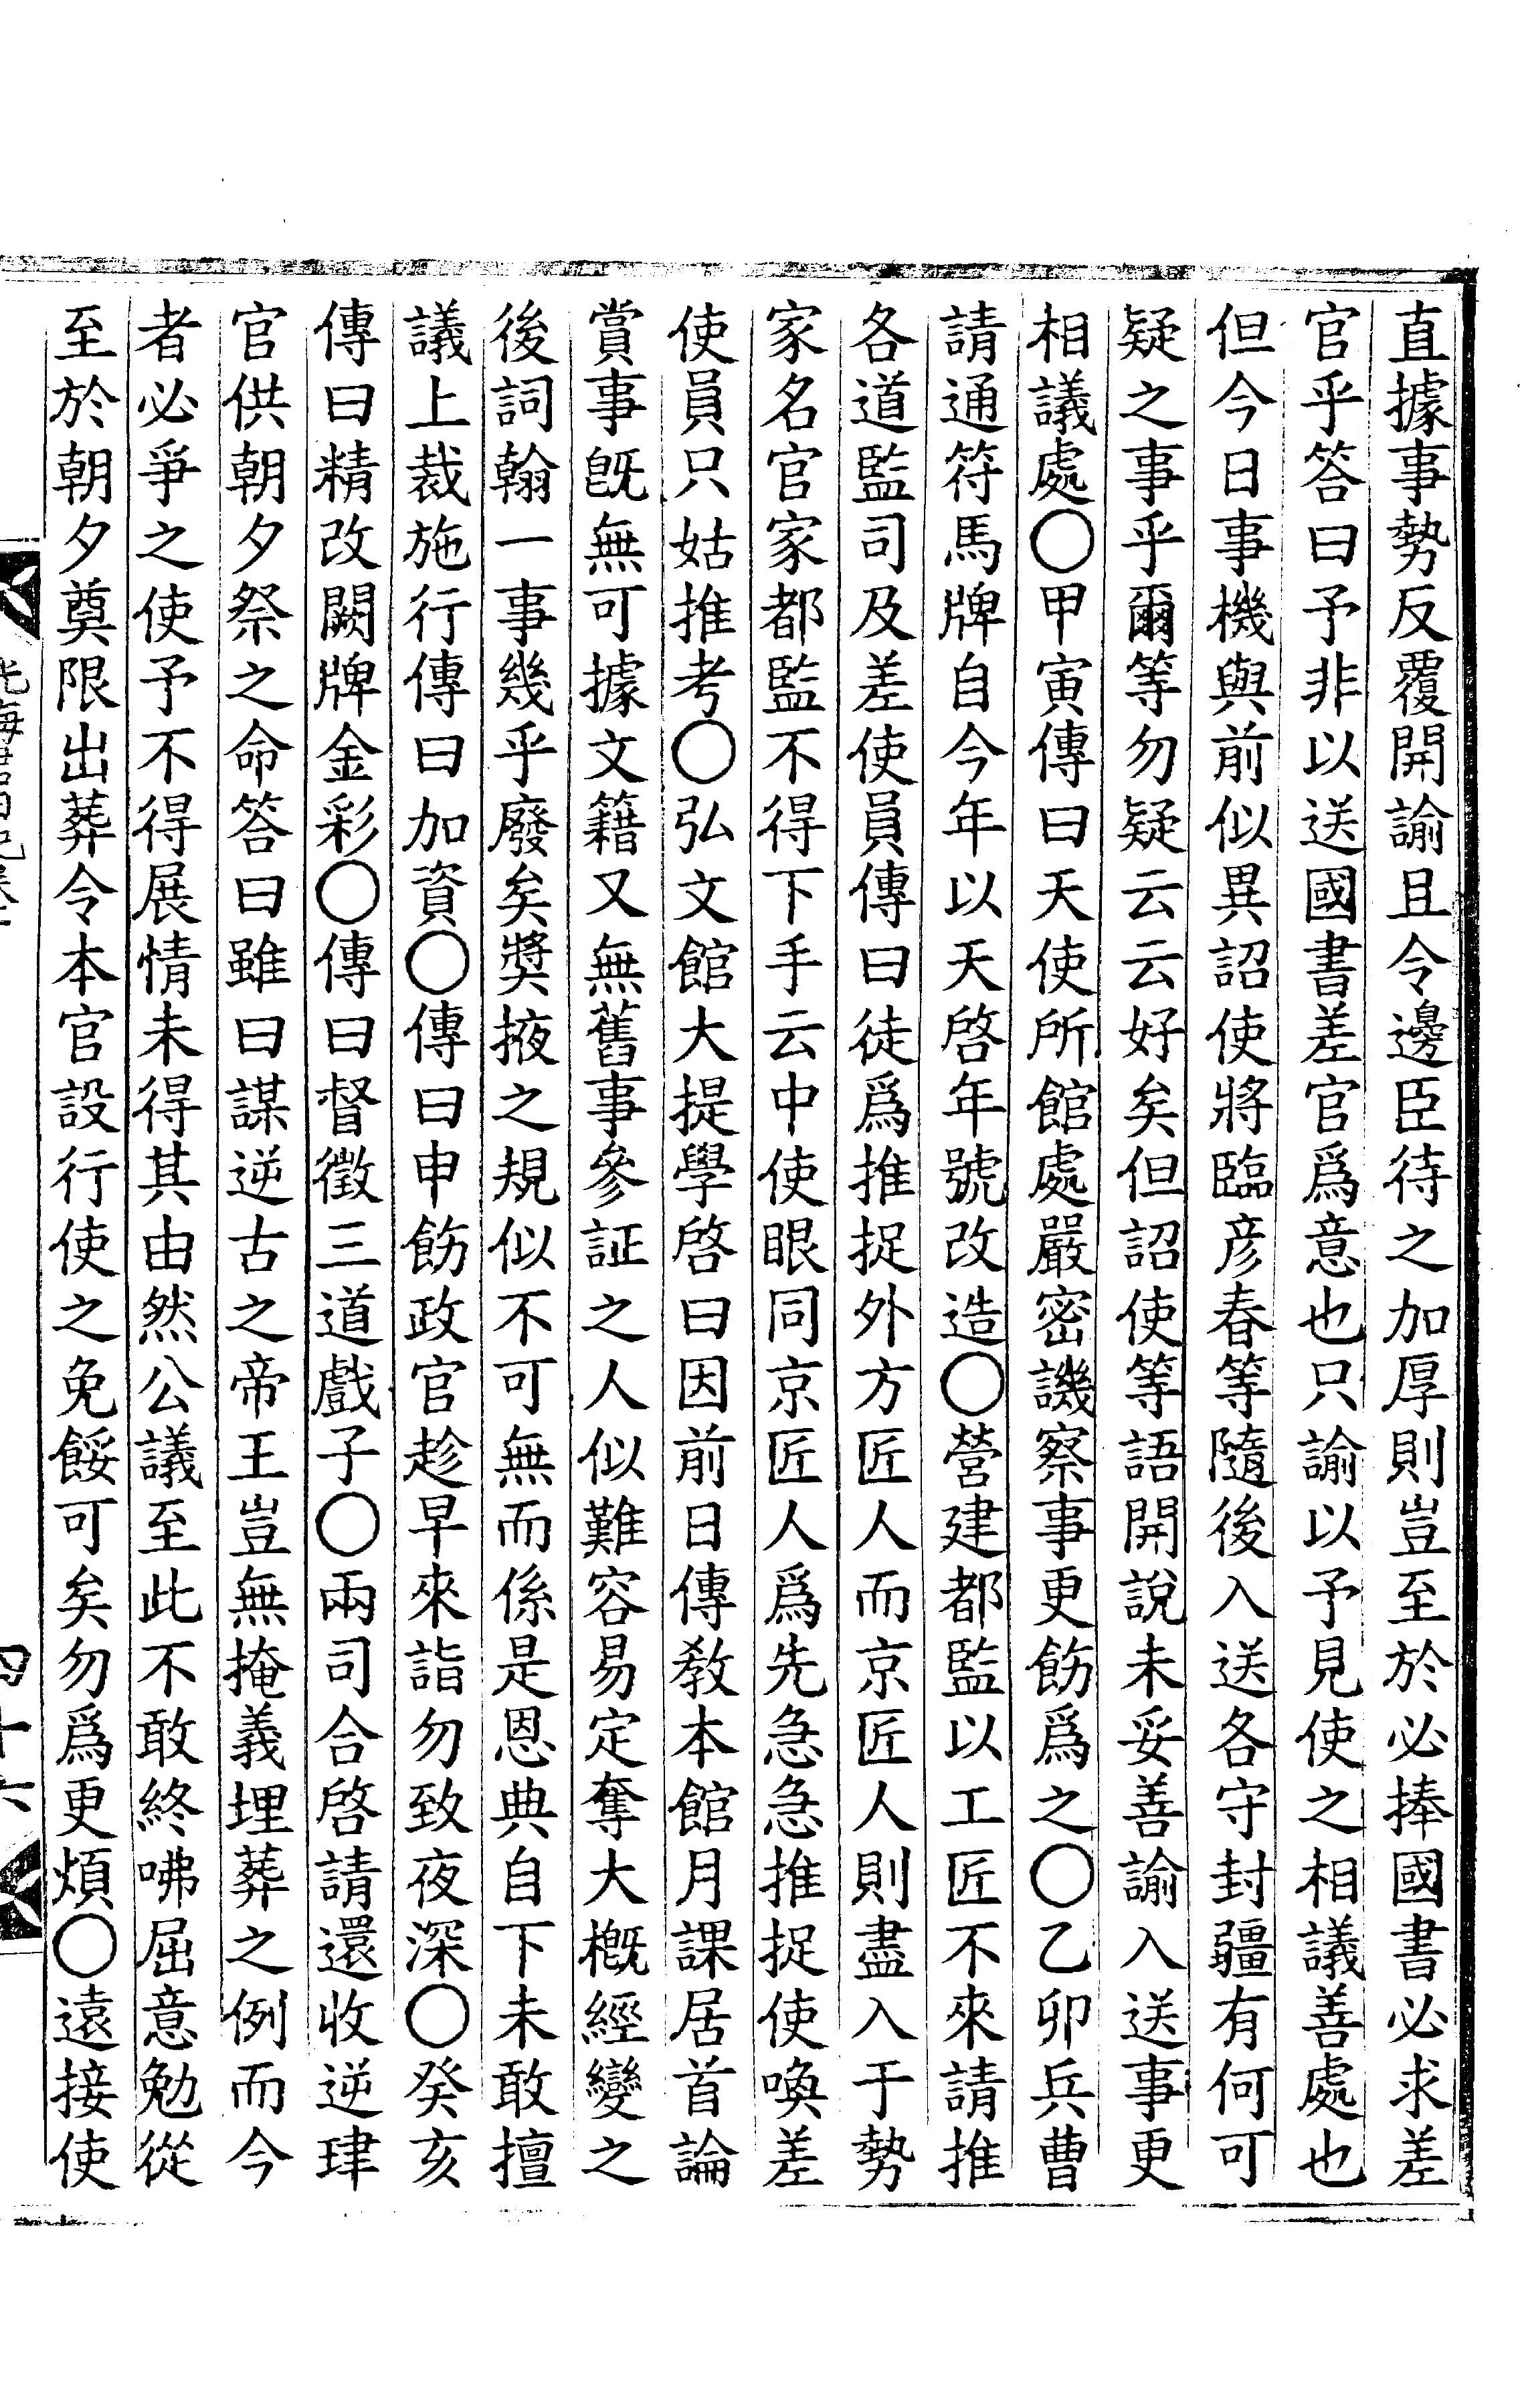 直據事勢反覆開諭且令邊臣待之加厚則豈至於必捧國書必求差
官乎答曰予非以送國書差官爲意也只諭以予見使之相議善處也
但今日事機與前似異詔使將臨彦春等隨後入送各守封疆有何可
疑之事乎爾等勿疑云云好矣但詔使等語開說未妥善諭入送事更
相議處〇甲寅傳曰天使所館處嚴密譏察事更飭爲之〇乙卯兵曹
請通符馬牌自今年以天啓年號改造〇營建都監以工匠不來請推
各道監司及差使員傳曰徒爲推捉外方匠人而京匠人則盡入于勢
家名官家都監不得下手云中使眼同京匠人爲先急急推捉使喚差
使員只姑推考〇弘文館大提學啓曰因前日傳敎本館月課居首論
賞事旣無可據文籍又無舊事參証之人似難容易定奪大槪經變之
後詞翰一事幾乎廢矣獎掖之規似不可無而係是恩典自下未敢擅
議上裁施行傳曰加資〇傳曰申飭政官趁早來詣勿致夜深〇癸亥
傳曰精改闕牌金彩〇傳曰督徵三道戲子〇兩司合啓請還收逆肂
官供朝夕祭之命答曰雖曰謀逆古之帝王豈無掩義埋葬之例而今
者必爭之使予不得展情未得其由然公議至此不敢終咈屈意勉從
至於朝夕奠限出葬令本官設行使之免餒可矣勿爲更煩〇遠接使
四十六